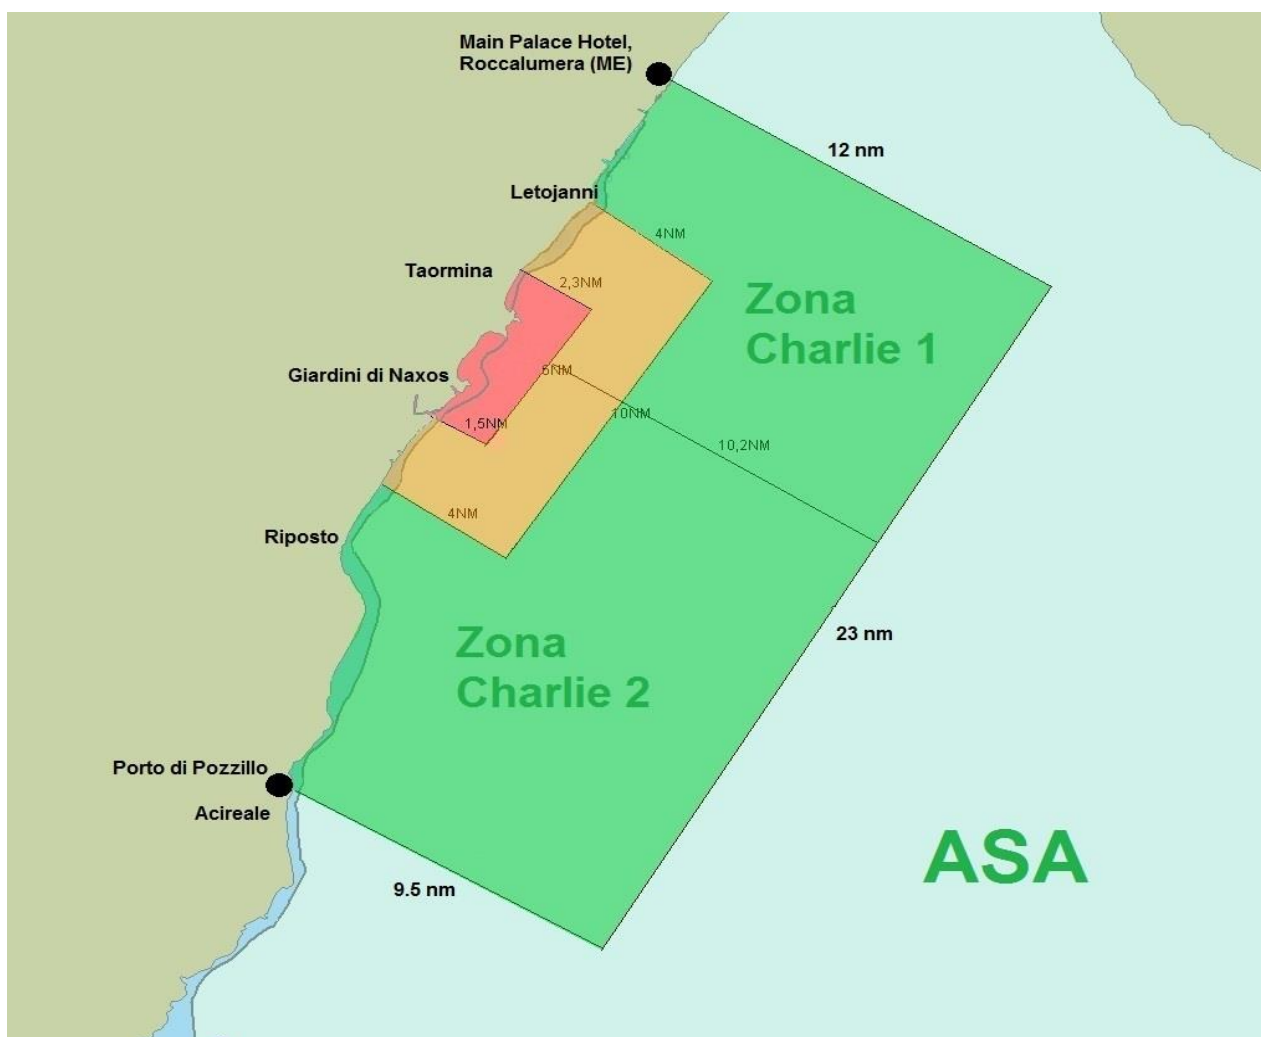 Main Palace Hotel,
Roccalumera (ME)
12 nm
Letojanni
4NM
Taormina
2,3NM
Zona
Charlie 1
Giardini di Naxos
5NM
10NM
1,5NM
10,2NM
4NM
Riposto
23 nm
Zona
Charlie 2
Porto di Pozzillo
Acireale
ASA
9.5 nm